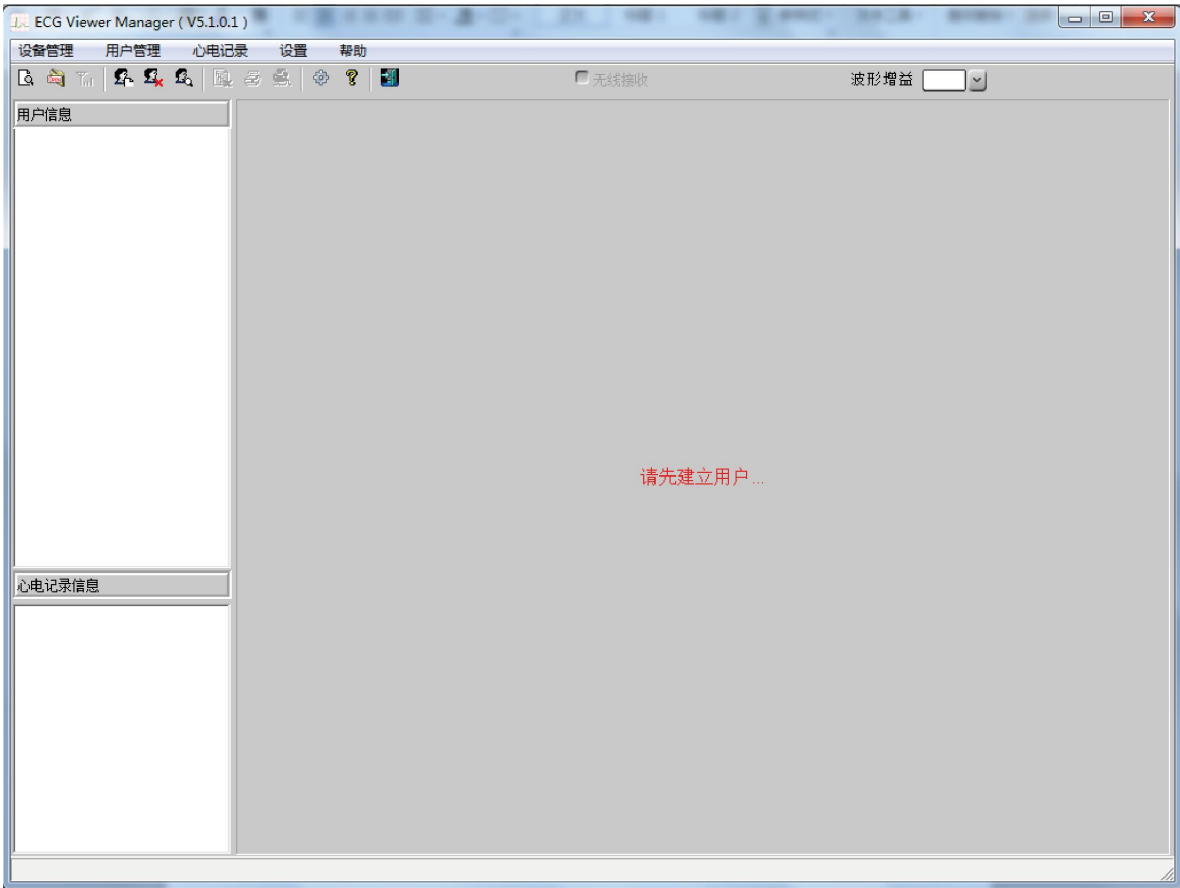 ECG Viewer Manager ( V5.1.0.1 )
设备管理 用户管理 心电记录 设置 帮助
无线接收 波形增益
用户信息
请先建立用户...
心电记录信息